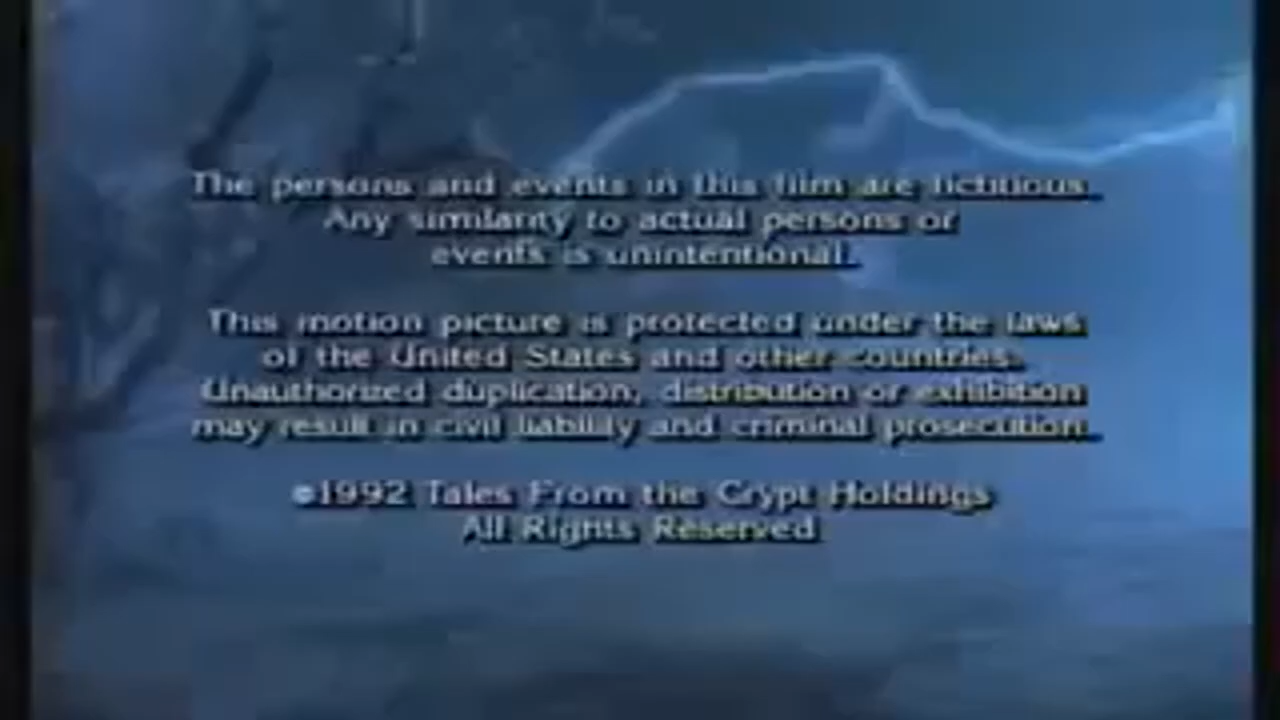 The persons and events in this film are fictitious.
Any similarity to actual persons or
events is unintentional.
This motion picture is protected under the laws
of the United States and other countries.
Unauthorized duplication, distribution or exhibition
may result in civil liability and criminal prosecution.
©1992 Tales From the Crypt Holdings
All Rights Reserved